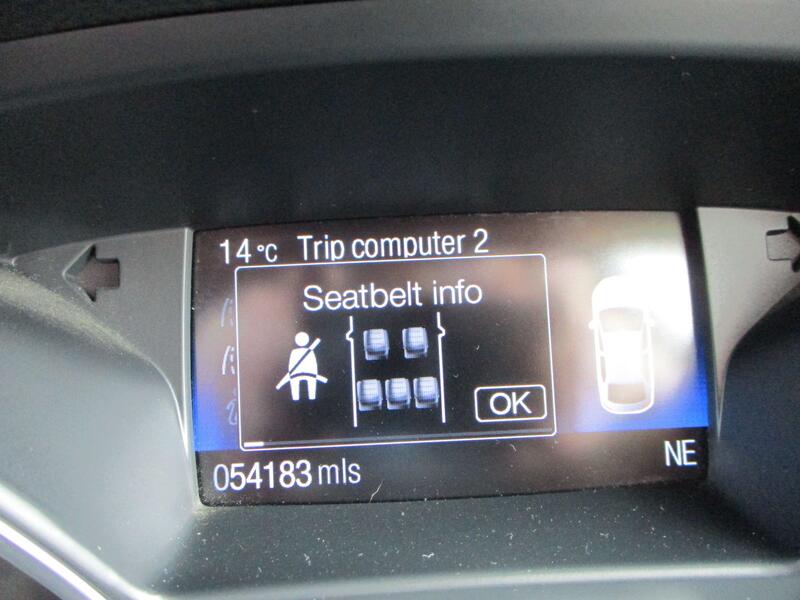 14 °C Trip computer 2
Seatbelt info
OK
054183 mls
NE